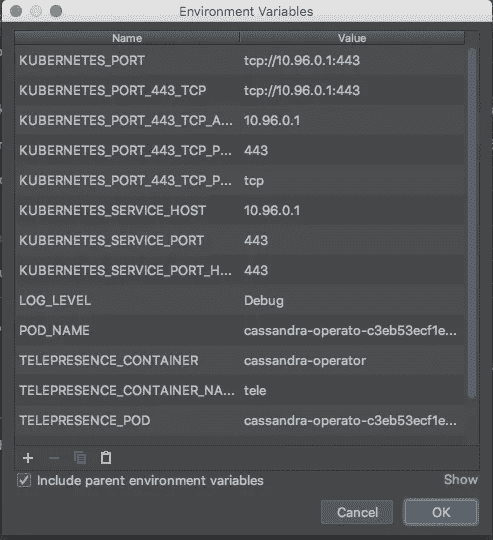 Environment Variables
Name Value
KUBERNETES_PORT tcp://10.96.0.1:443
KUBERNETES_PORT_443_TCP tcp://10.96.0.1:443
KUBERNETES_PORT_443_TCP_A... 10.96.0.1
KUBERNETES_PORT_443_TCP_P... 443
KUBERNETES_PORT_443_TCP_P... tcp
KUBERNETES_SERVICE_HOST 10.96.0.1
KUBERNETES_SERVICE_PORT 443
KUBERNETES_SERVICE_PORT_H... 443
LOG_LEVEL Debug
POD_NAME cassandra-operato-c3eb53ecf1e...
TELEPRESENCE_CONTAINER cassandra-operator
TELEPRESENCE_CONTAINER_NA... tele
TELEPRESENCE_POD cassandra-operato-c3eb53ecf1e...
Include parent environment variables Show
Cancel OK